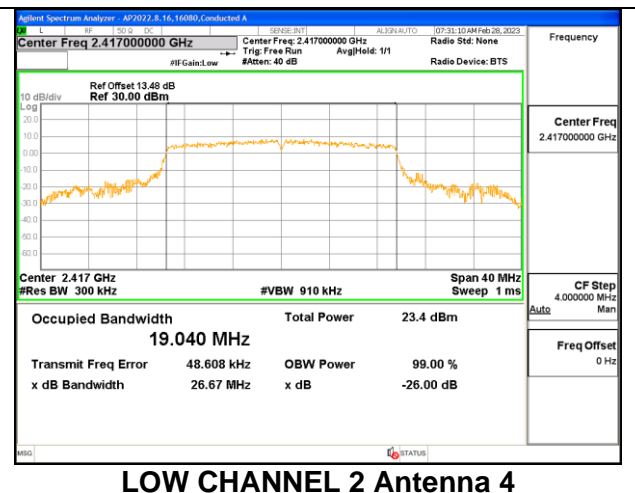 Agilent Spectrum Analyzer - AP2022.8.16,16080,Conducted A
L RF 50 Ω DC SENSE:INT ALIGN AUTO 07:31:10 AM Feb 28, 2023
Center Freq 2.417000000 GHz Center Freq: 2.417000000 GHz Radio Std: None
Trig: Free Run Avg|Hold: 1/1
#IFGain:Low #Atten: 40 dB Radio Device: BTS
Frequency
Ref Offset 13.48 dB
10 dB/div Ref 30.00 dBm
Log
20.0
10.0
0.00
-10.0
-20.0
-30.0
-40.0
-50.0
-60.0
Center 2.417 GHz Span 40 MHz
#Res BW 300 kHz #VBW 910 kHz Sweep 1 ms
Center Freq
2.417000000 GHz
CF Step
4.000000 MHz
Auto Man
Freq Offset
0 Hz
Occupied Bandwidth Total Power 23.4 dBm
19.040 MHz
Transmit Freq Error 48.608 kHz OBW Power 99.00 %
x dB Bandwidth 26.67 MHz x dB -26.00 dB
MSG STATUS
LOW CHANNEL 2 Antenna 4